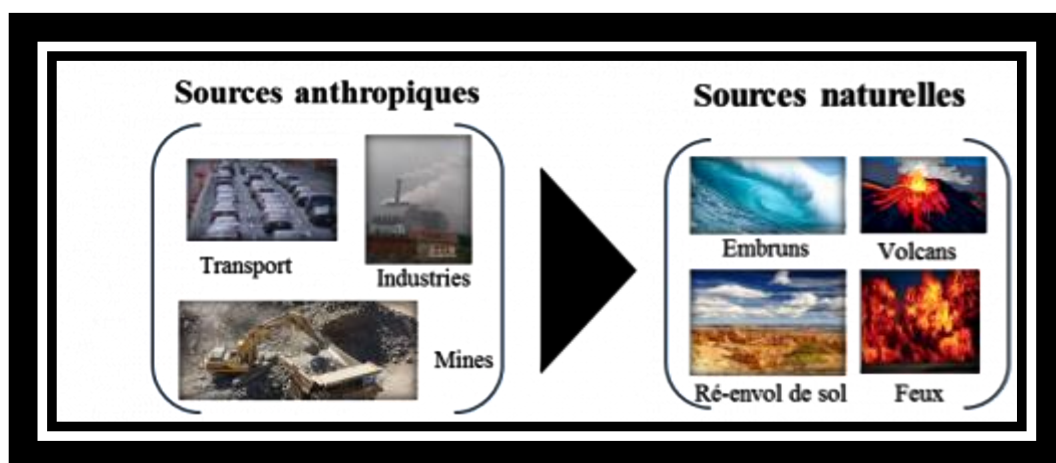 Sources anthropiques
Transport
Industries
Mines
Sources naturelles
Embruns
Volcans
Ré-envol de sol
Feux